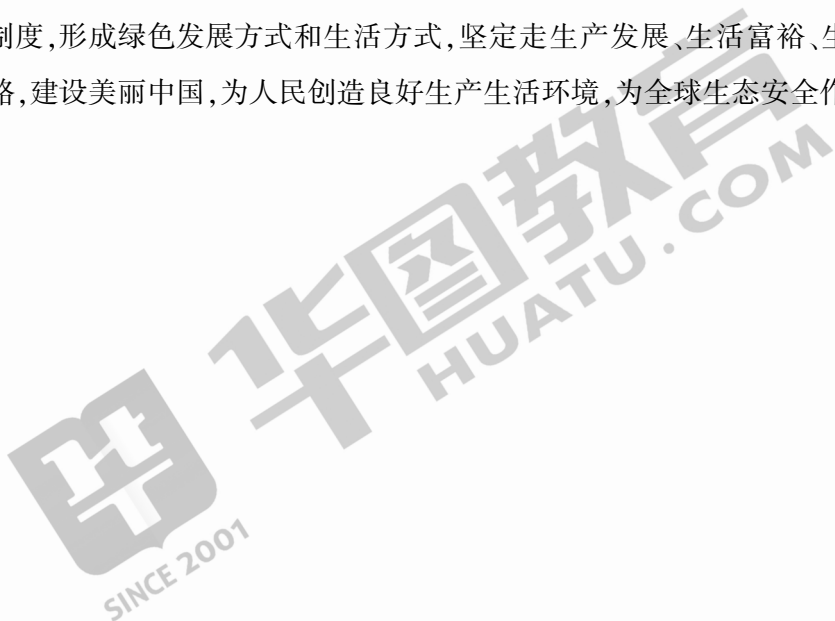 制度,形成绿色发展方式和生活方式,坚定走生产发展、生活富裕、生
路,建设美丽中国,为人民创造良好生产生活环境,为全球生态安全作
华图教育
HUATU.COM
SINCE 2001